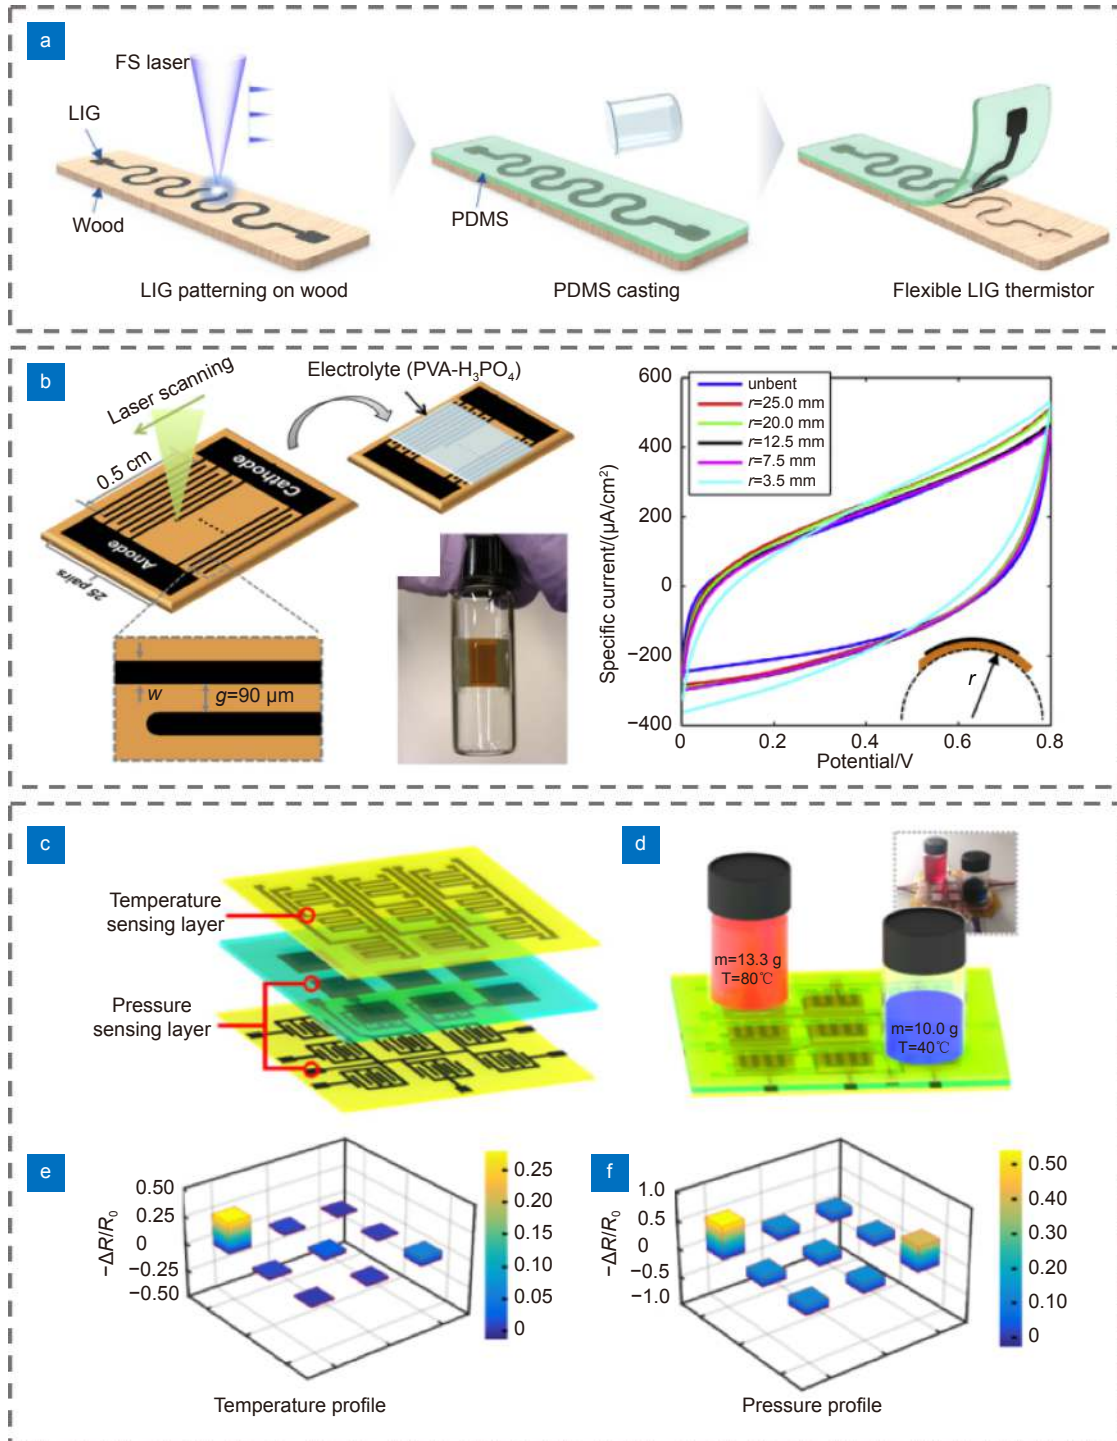 a
FS laser
LIG
Wood
PDMS
LIG patterning on wood
PDMS casting
Flexible LIG thermistor
b
Laser scanning
Electrolyte (PVA-H₃PO₄)
0.5 cm
Cathode
Anode
25 pairs
w
g=90 μm
Specific current/(μA/cm²)
600
400
200
0
−200
−400
unbent
r=25.0 mm
r=20.0 mm
r=12.5 mm
r=7.5 mm
r=3.5 mm
r
0
0.2
0.4
0.6
0.8
Potential/V
c
Temperature
sensing layer
Pressure
sensing layer
d
m=13.3 g
T=80℃
m=10.0 g
T=40℃
e
−ΔR/R₀
0.50
0.25
0
−0.25
−0.50
0.25
0.20
0.15
0.10
0.05
0
Temperature profile
f
−ΔR/R₀
1.0
0.5
0
−0.5
−1.0
0.50
0.40
0.30
0.20
0.10
0
Pressure profile